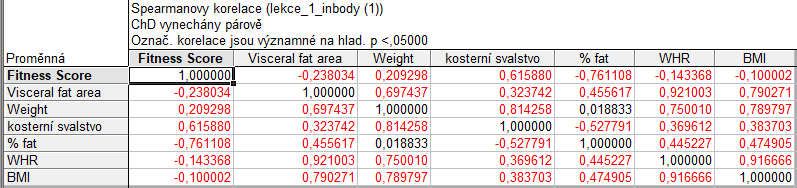 Spearmanovy korelace (lekce_1_inbody (1))
ChD vynechány párově
Označ. korelace jsou významné na hlad. p <,05000
Proměnná Fitness Score Visceral fat area Weight kosterní svalstvo % fat WHR BMI
Fitness Score 1,000000 -0,238034 0,209298 0,615880 -0,761108 -0,143368 -0,100002
Visceral fat area -0,238034 1,000000 0,697437 0,323742 0,455617 0,921003 0,790271
Weight 0,209298 0,697437 1,000000 0,814258 0,018833 0,750010 0,789797
kosterní svalstvo 0,615880 0,323742 0,814258 1,000000 -0,527791 0,369612 0,383703
% fat -0,761108 0,455617 0,018833 -0,527791 1,000000 0,445227 0,474905
WHR -0,143368 0,921003 0,750010 0,369612 0,445227 1,000000 0,916666
BMI -0,100002 0,790271 0,789797 0,383703 0,474905 0,916666 1,000000